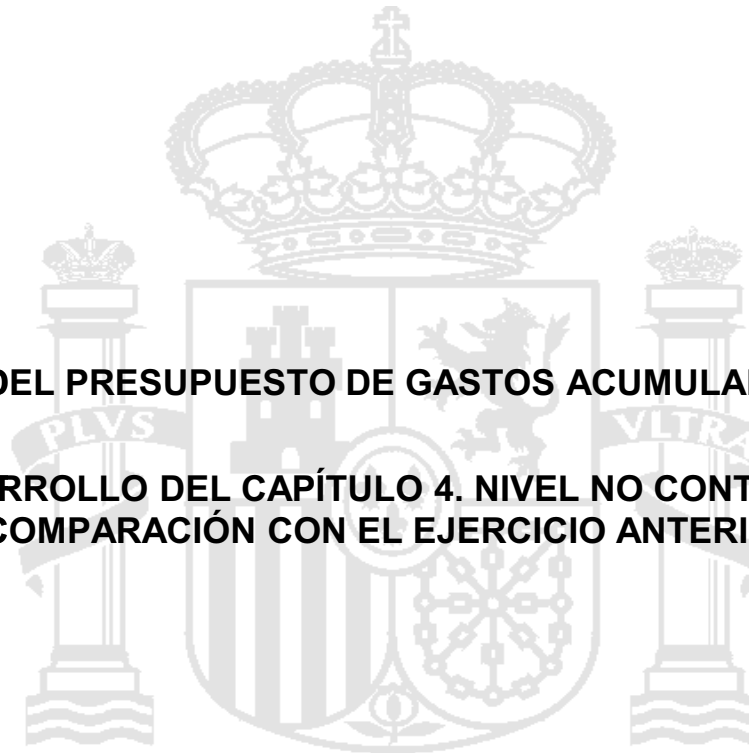 DEL PRESUPUESTO DE GASTOS ACUMULA
PLVS VLTRA
RROLLO DEL CAPÍTULO 4. NIVEL NO CONT
COMPARACIÓN CON EL EJERCICIO ANTERI